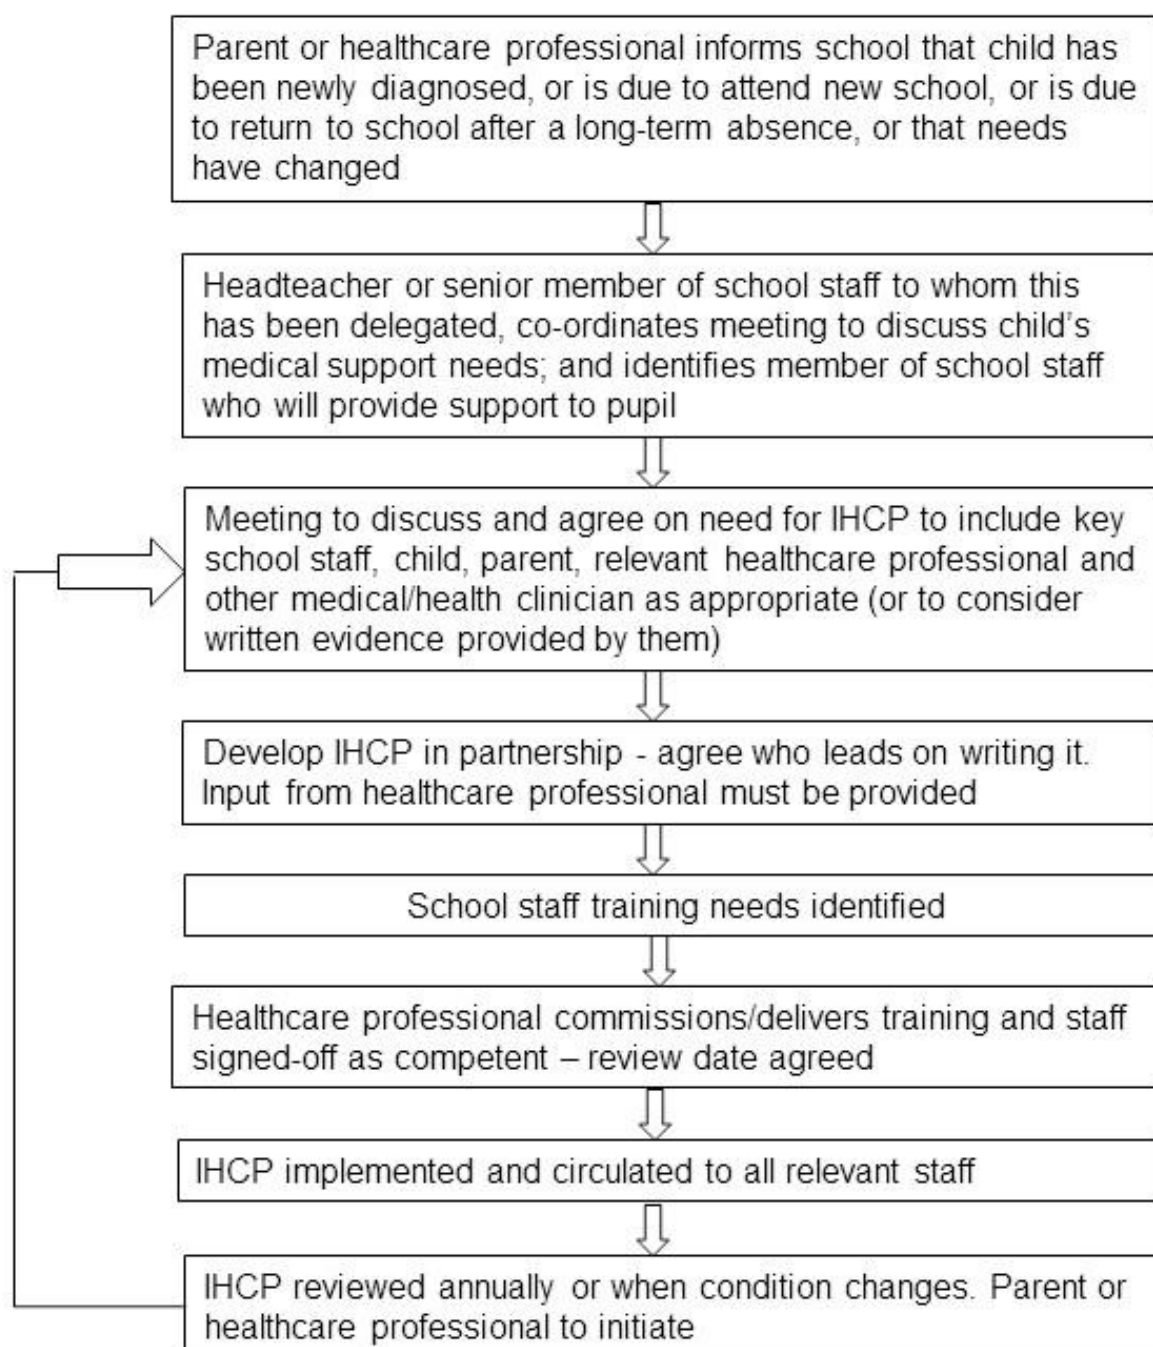 Parent or healthcare professional informs school that child has
been newly diagnosed, or is due to attend new school, or is due
to return to school after a long-term absence, or that needs
have changed
Headteacher or senior member of school staff to whom this
has been delegated, co-ordinates meeting to discuss child's
medical support needs; and identifies member of school staff
who will provide support to pupil
Meeting to discuss and agree on need for IHCP to include key
school staff, child, parent, relevant healthcare professional and
other medical/health clinician as appropriate (or to consider
written evidence provided by them)
Develop IHCP in partnership - agree who leads on writing it.
Input from healthcare professional must be provided
School staff training needs identified
Healthcare professional commissions/delivers training and staff
signed-off as competent – review date agreed
IHCP implemented and circulated to all relevant staff
IHCP reviewed annually or when condition changes. Parent or
healthcare professional to initiate